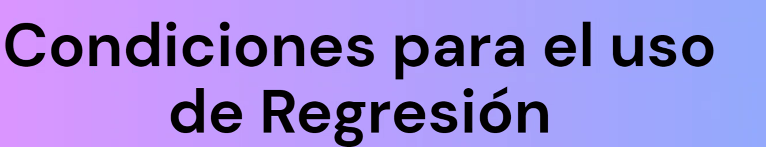 Condiciones para el uso
de Regresión